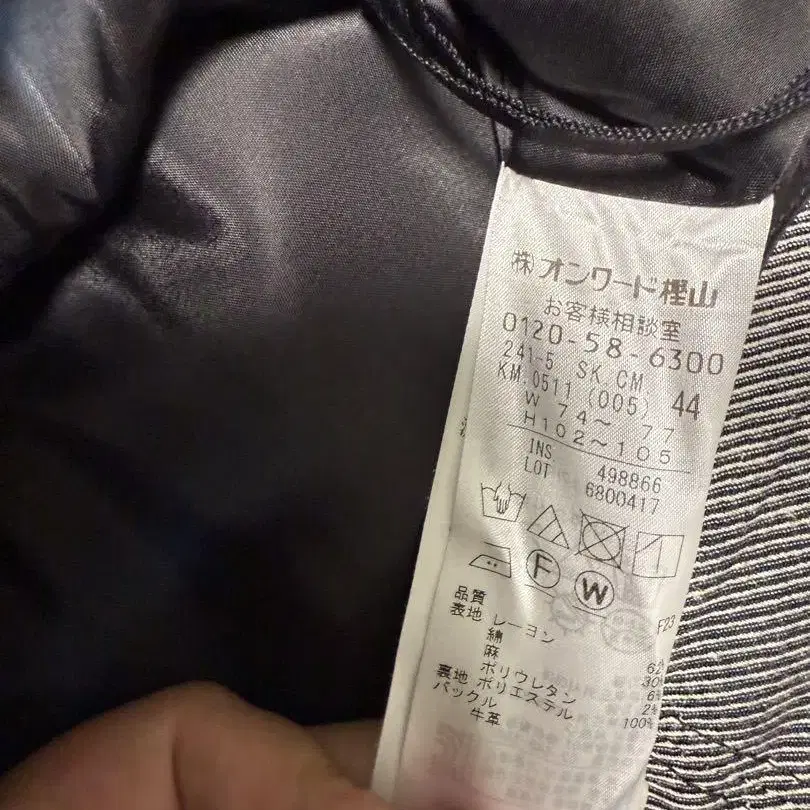 ㈱オンワード樫山
お客様相談室
0120-58-6300
241-5 SK.CM
KM.0511 (005) 44
W 74〜 77
H102〜105
INS 498866
LOT 6800417
F W
品質 F23
表地 レーヨン
綿 30%
麻 6%
ポリウレタン 2%
裏地 ポリエステル 100%
バックル
牛革